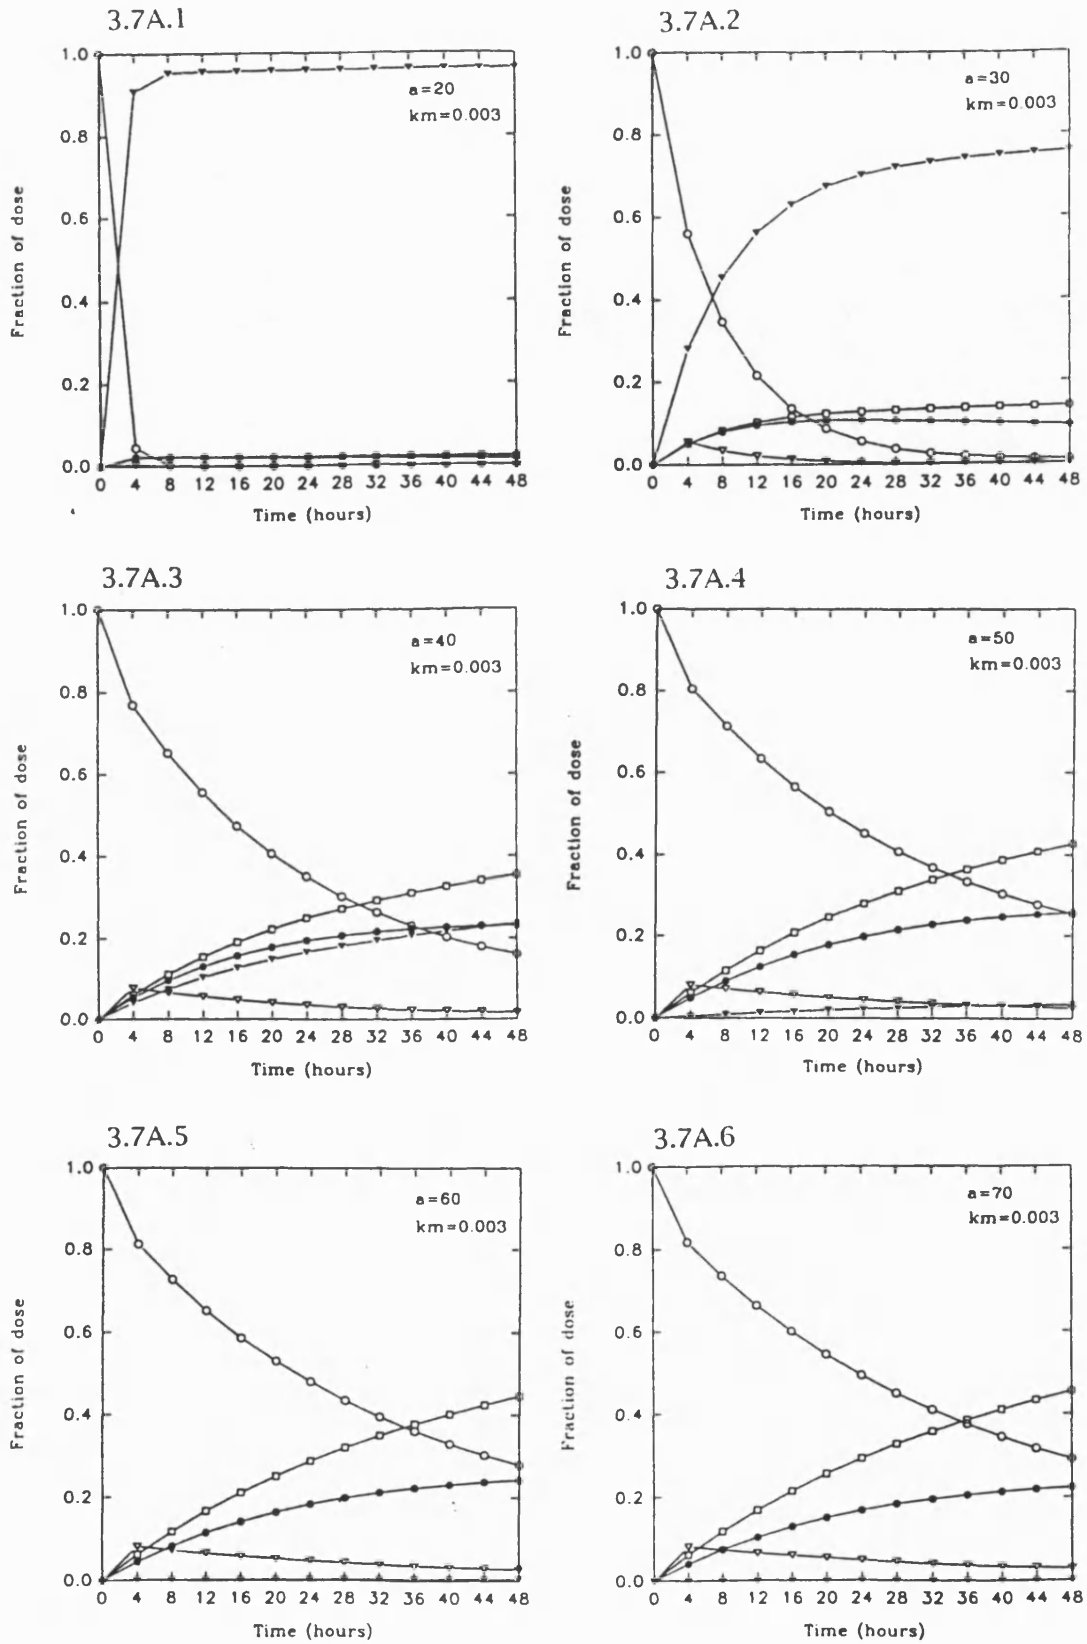 3.7A.1
1.0
0.8
0.6
0.4
0.2
0.0
Fraction of dose
a=20
km=0.003
0 4 8 12 16 20 24 28 32 36 40 44 48
Time (hours)
3.7A.2
1.0
0.8
0.6
0.4
0.2
0.0
Fraction of dose
a=30
km=0.003
0 4 8 12 16 20 24 28 32 36 40 44 48
Time (hours)
3.7A.3
1.0
0.8
0.6
0.4
0.2
0.0
Fraction of dose
a=40
km=0.003
0 4 8 12 16 20 24 28 32 36 40 44 48
Time (hours)
3.7A.4
1.0
0.8
0.6
0.4
0.2
0.0
Fraction of dose
a=50
km=0.003
0 4 8 12 16 20 24 28 32 36 40 44 48
Time (hours)
3.7A.5
1.0
0.8
0.6
0.4
0.2
0.0
Fraction of dose
a=60
km=0.003
0 4 8 12 16 20 24 28 32 36 40 44 48
Time (hours)
3.7A.6
1.0
0.8
0.6
0.4
0.2
0.0
Fraction of dose
a=70
km=0.003
0 4 8 12 16 20 24 28 32 36 40 44 48
Time (hours)